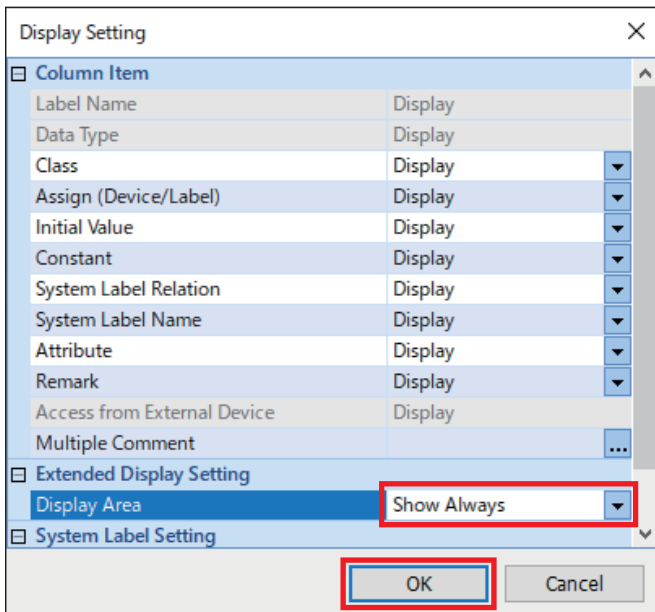 Display Setting
Column Item
Label Name Display
Data Type Display
Class Display
Assign (Device/Label) Display
Initial Value Display
Constant Display
System Label Relation Display
System Label Name Display
Attribute Display
Remark Display
Access from External Device Display
Multiple Comment ...
Extended Display Setting
Display Area Show Always
System Label Setting
OK Cancel